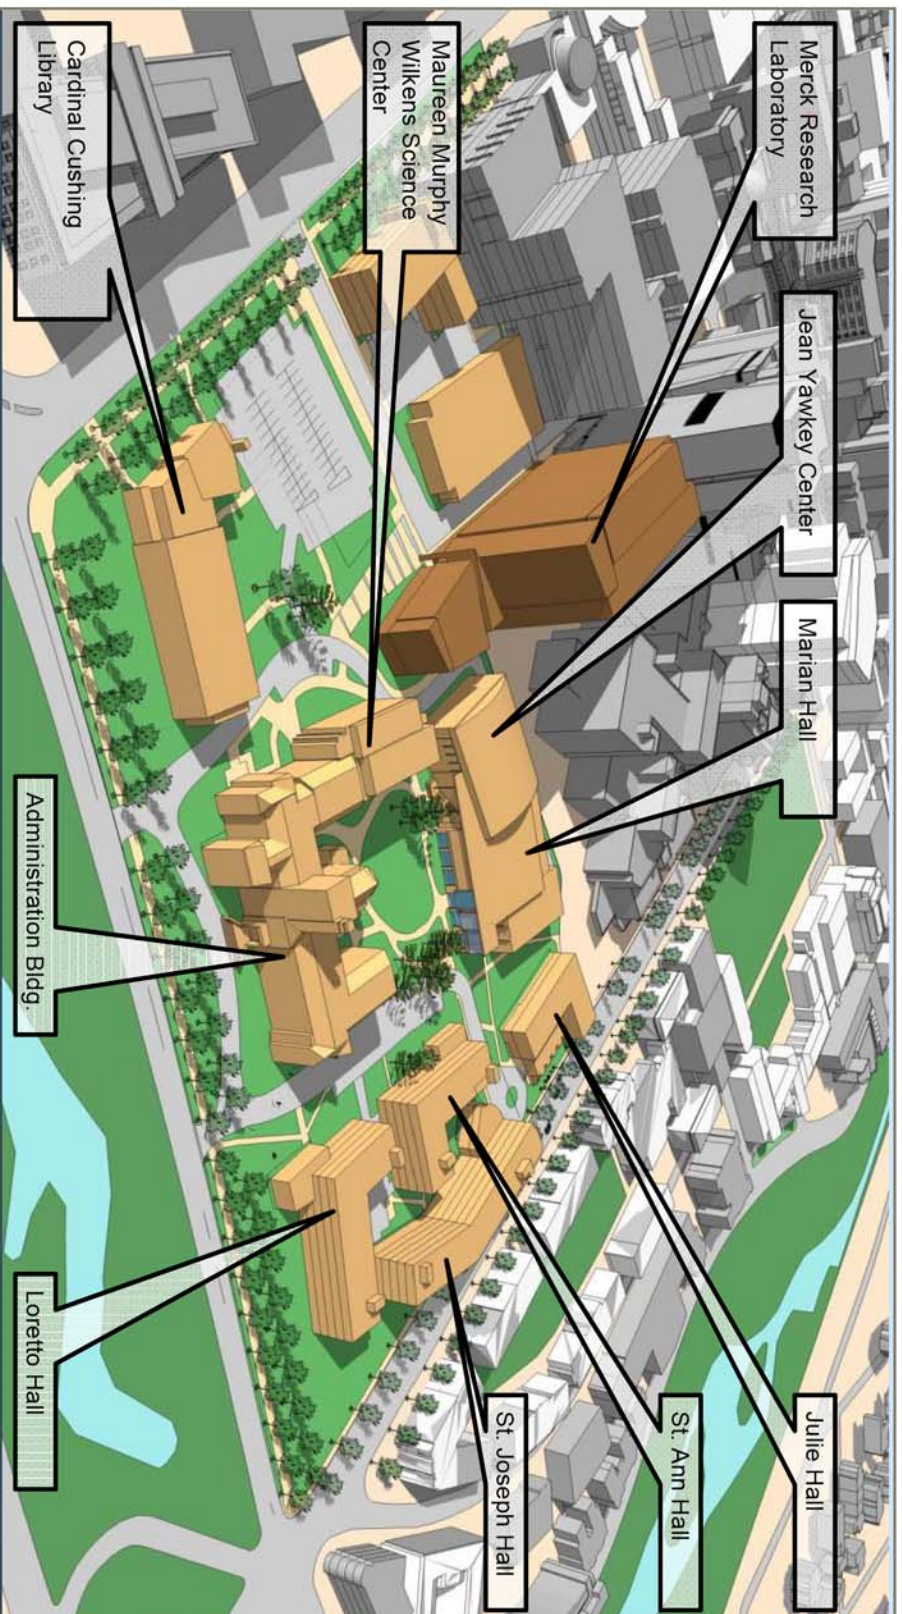 Merck Research
Laboratory
Jean Yawkey Center
Marian Hall
Julie Hall
St. Ann Hall
St. Joseph Hall
Maureen Murphy
Wilkens Science
Center
Cardinal Cushing
Library
Administration Bldg.
Loretto Hall